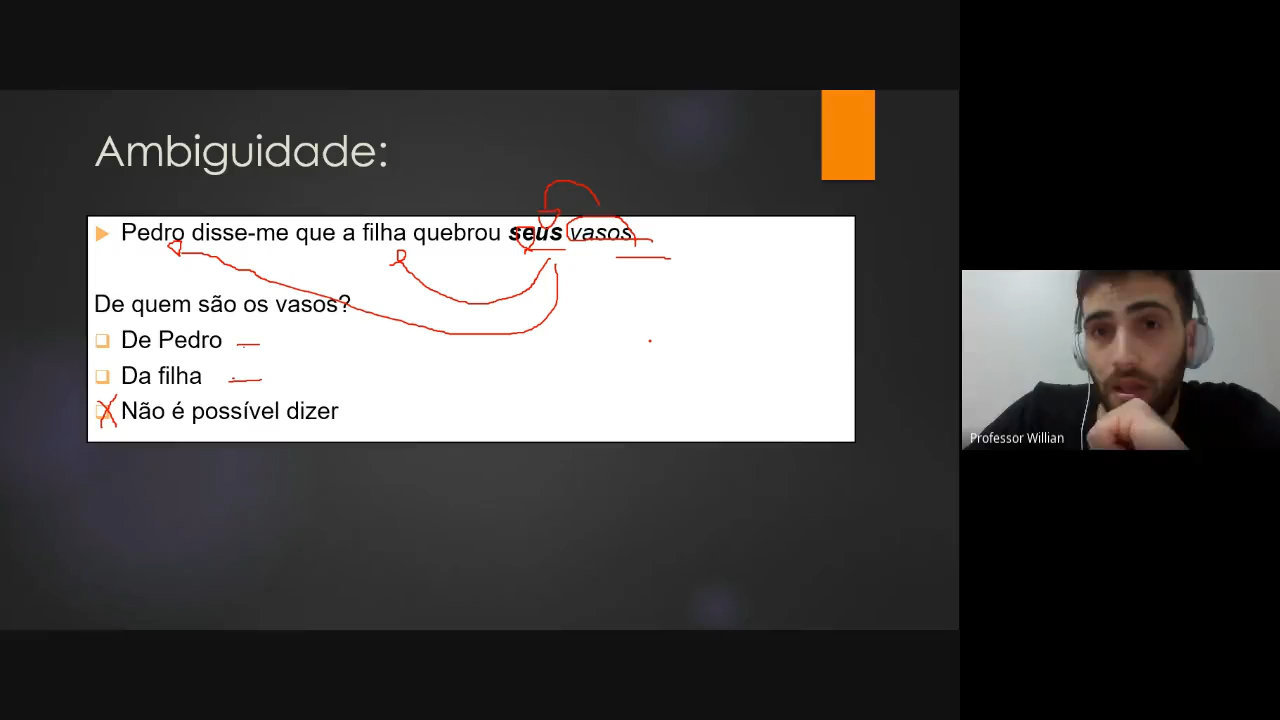 Ambiguidade:
Pedro disse-me que a filha quebrou seus vasos.
De quem são os vasos?
De Pedro
Da filha
Não é possível dizer
Professor Willian